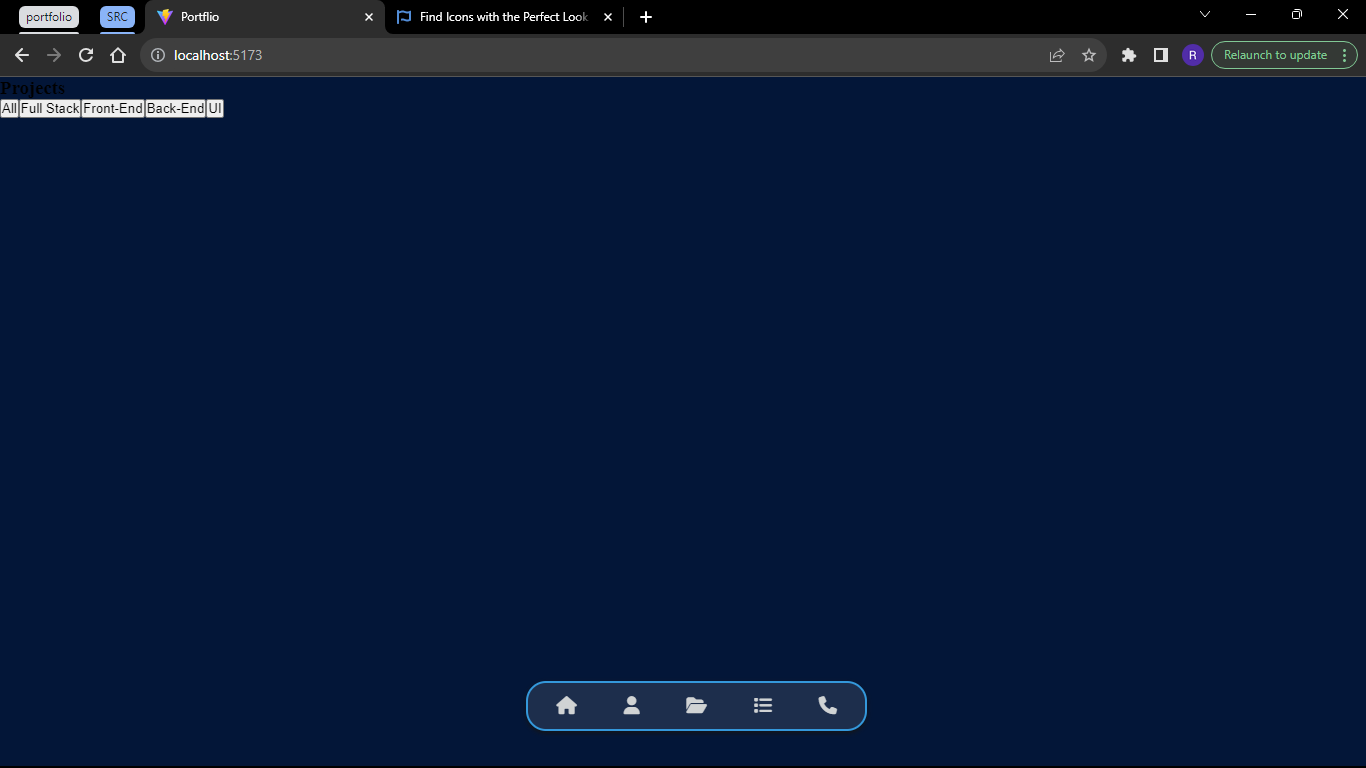 portfolio
SRC
Portflio
Find Icons with the Perfect Look
localhost:5173
R
Relaunch to update
Projects
All Full Stack Front-End Back-End UI